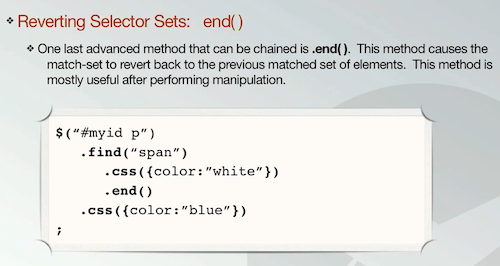 Reverting Selector Sets: end()
One last advanced method that can be chained is .end(). This method causes the
match-set to revert back to the previous matched set of elements. This method is
mostly useful after performing manipulation.
$(“#myid p”)
.find(“span”)
.css({color:”white”})
.end()
.css({color:”blue”})
;